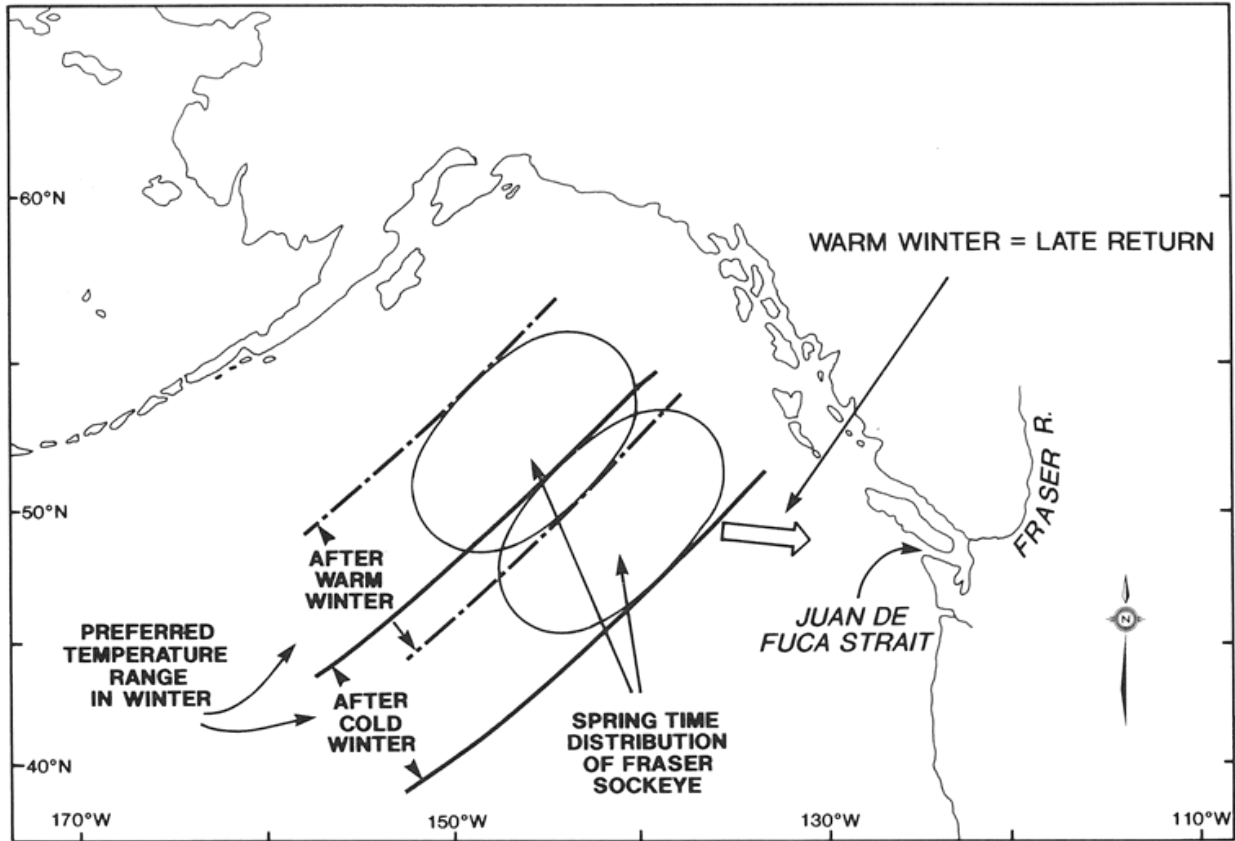 60°N
WARM WINTER = LATE RETURN
50°N
AFTER
WARM
WINTER
FRASER R.
JUAN DE
FUCA STRAIT
N
PREFERRED
TEMPERATURE
RANGE
IN WINTER
AFTER
COLD
WINTER
SPRING TIME
DISTRIBUTION
OF FRASER
SOCKEYE
40°N
170°W
150°W
130°W
110°W